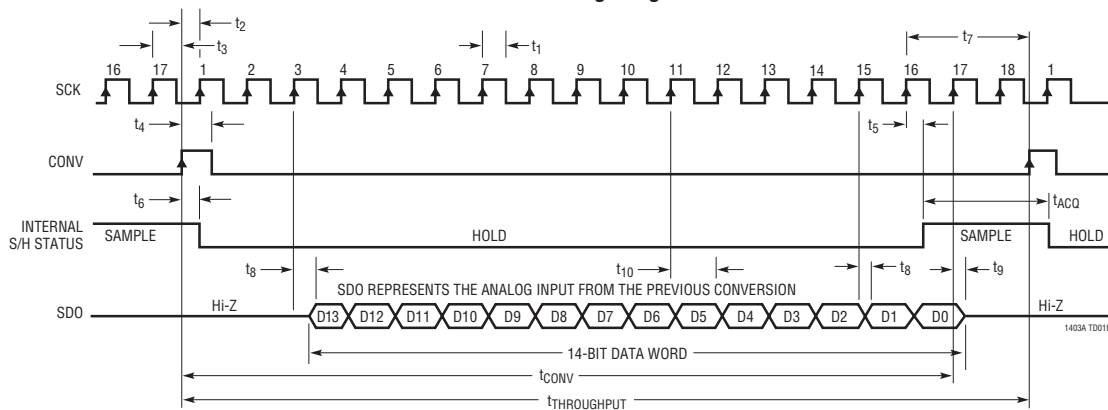 t2
t3
t1
t7
16 17 1 2 3 4 5 6 7 8 9 10 11 12 13 14 15 16 17 18 1
SCK
t4
t5
CONV
t6
tACQ
INTERNAL
S/H STATUS
SAMPLE HOLD SAMPLE HOLD
t8 t10 t8 t9
SDO REPRESENTS THE ANALOG INPUT FROM THE PREVIOUS CONVERSION
SDO Hi-Z D13 D12 D11 D10 D9 D8 D7 D6 D5 D4 D3 D2 D1 D0 Hi-Z
14-BIT DATA WORD
tCONV
tTHROUGHPUT